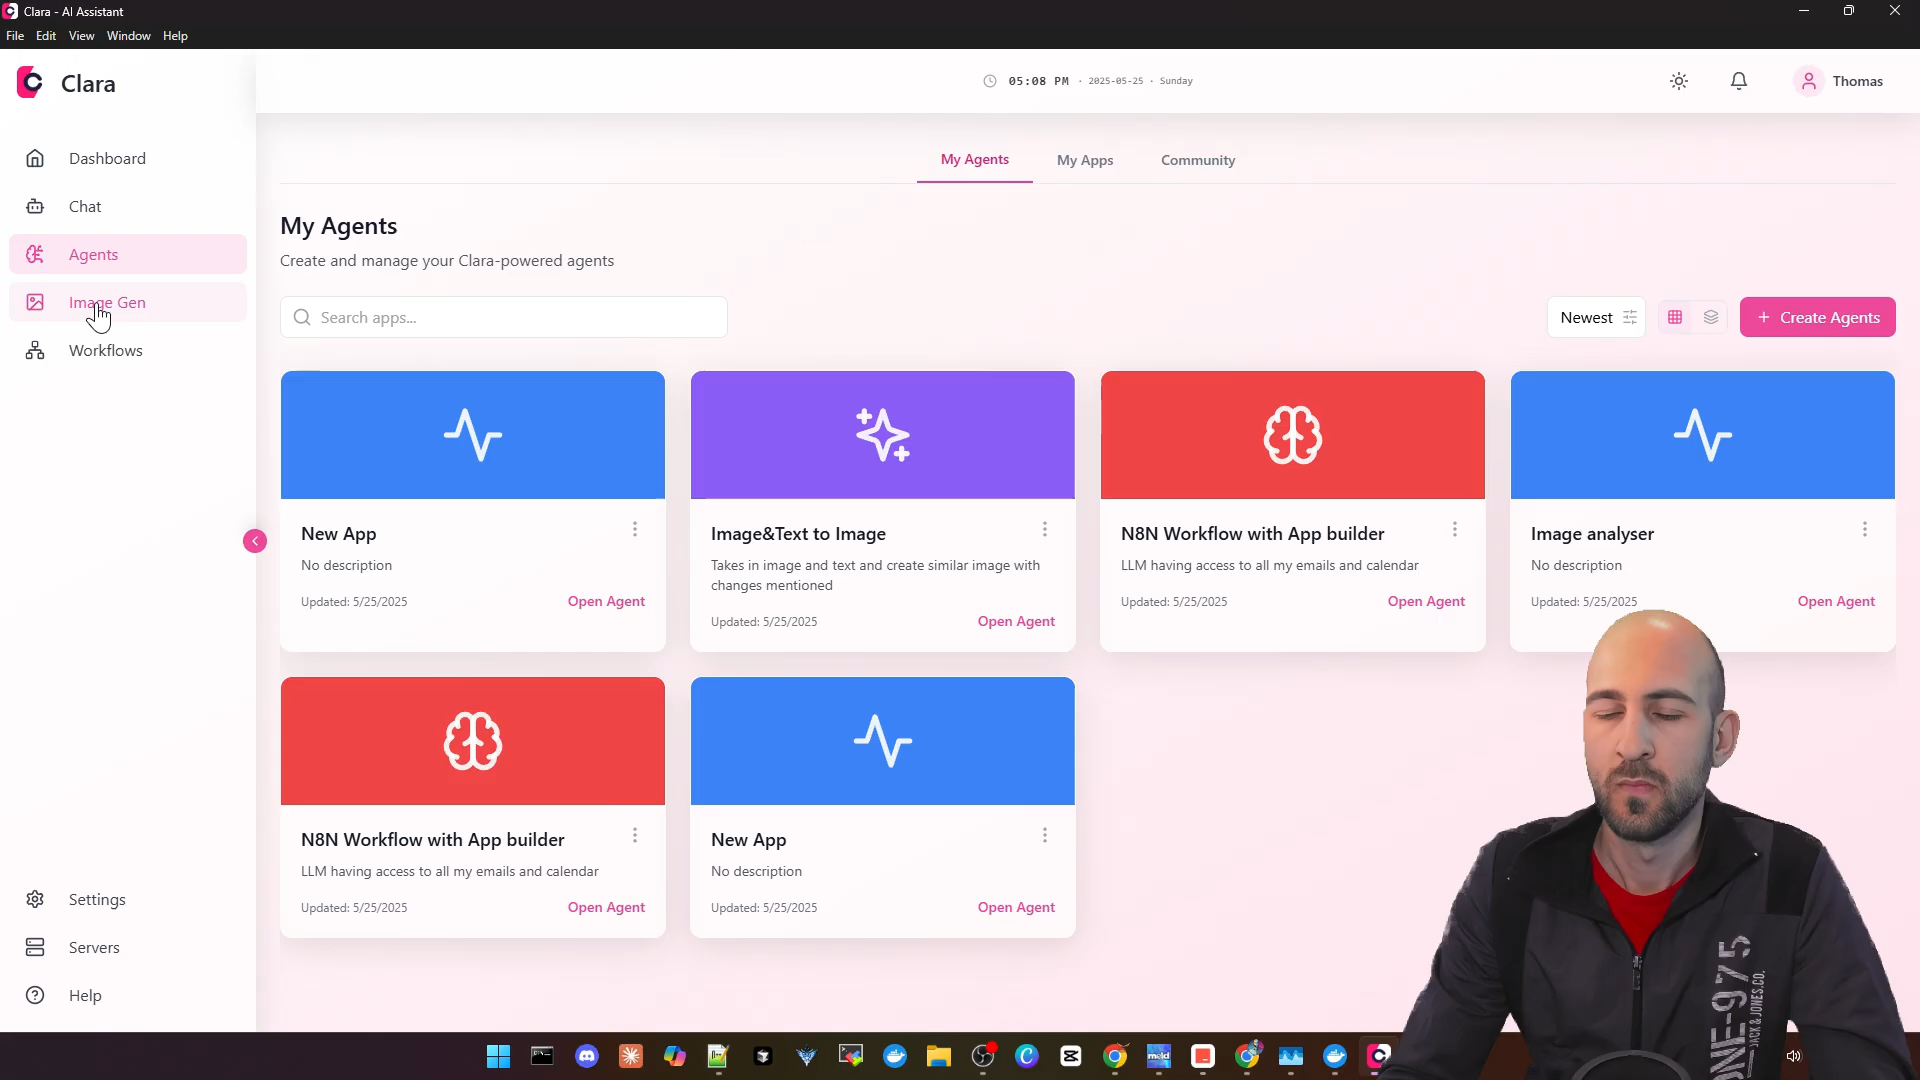 Clara - AI Assistant
File Edit View Window Help
Clara
05:08 PM · 2025-05-25 · Sunday
Thomas
Dashboard
Chat
Agents
Image Gen
Workflows
Settings
Servers
Help
My Agents My Apps Community
My Agents
Create and manage your Clara-powered agents
Search apps...
Newest
+ Create Agents
New App
No description
Updated: 5/25/2025 Open Agent
Image&Text to Image
Takes in image and text and create similar image with
changes mentioned
Updated: 5/25/2025 Open Agent
N8N Workflow with App builder
LLM having access to all my emails and calendar
Updated: 5/25/2025 Open Agent
Image analyser
No description
Updated: 5/25/2025 Open Agent
N8N Workflow with App builder
LLM having access to all my emails and calendar
Updated: 5/25/2025 Open Agent
New App
No description
Updated: 5/25/2025 Open Agent
JACK & JONES.CO.
meld